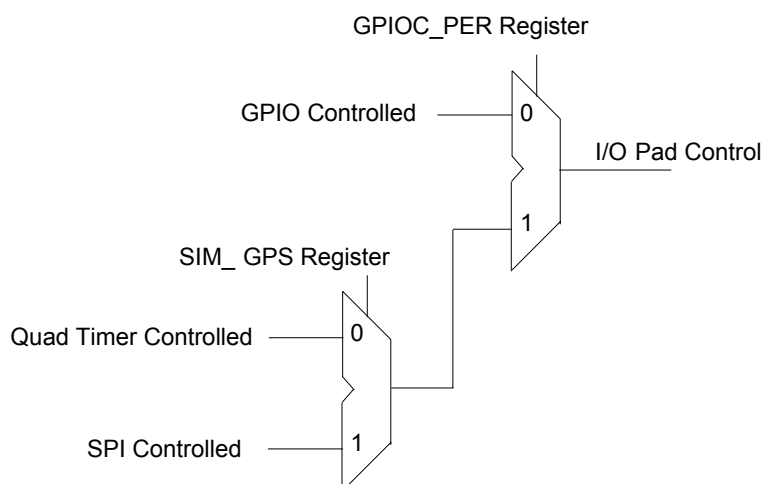 GPIOC_PER Register
GPIO Controlled
0
I/O Pad Control
1
SIM_ GPS Register
Quad Timer Controlled
0
SPI Controlled
1